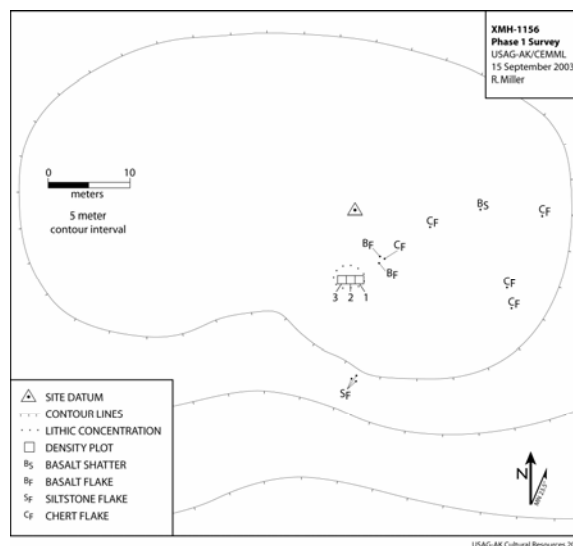 XMH-1156
Phase 1 Survey
USAG-AK/CEMML
15 September 2003
R. Miller
0 10
meters
5 meter
contour interval
BS
CF
CF
BF
CF
BF
3 2 1
CF
CF
SF
SITE DATUM
CONTOUR LINES
LITHIC CONCENTRATION
DENSITY PLOT
BS BASALT SHATTER
BF BASALT FLAKE
SF SILTSTONE FLAKE
CF CHERT FLAKE
N
USAG-AK Cultural Resources